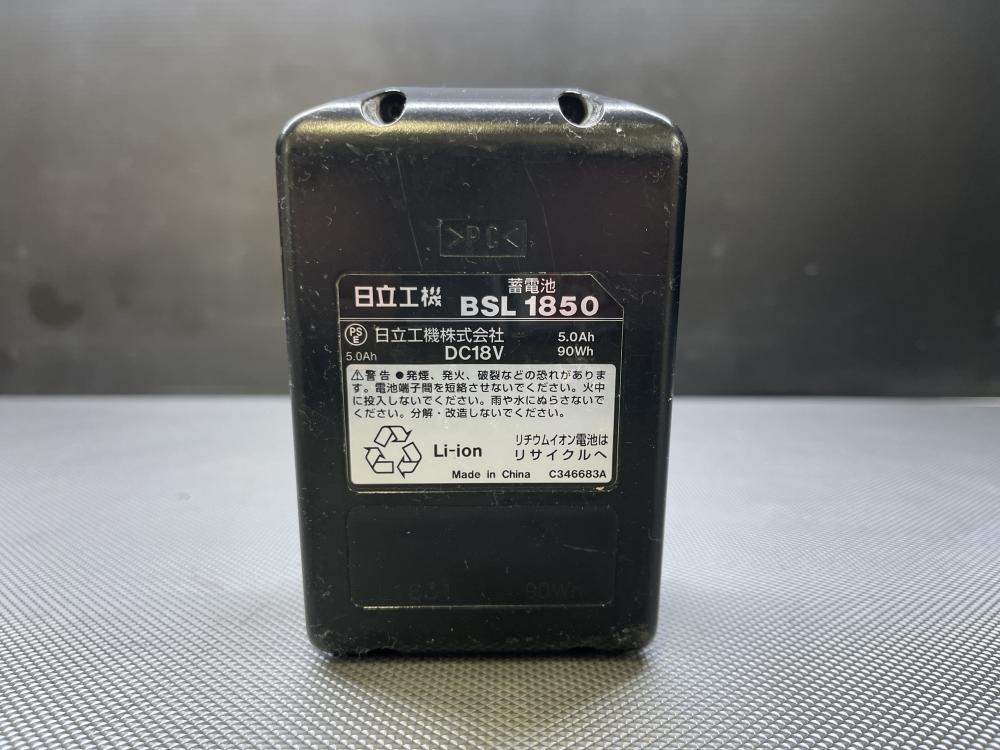 >PC<
日立工機 蓄電池
BSL 1850
PSE 日立工機株式会社 5.0Ah
5.0Ah DC18V 90Wh
⚠警告 ●発煙、発火、破裂などの恐れがありま
す。電池端子間を短絡させないでください。火中
に投入しないでください。雨や水にぬらさないで
ください。分解・改造しないでください。
Li-ion リチウムイオン電池は
リサイクルへ
Made in China C346683A
90Wh